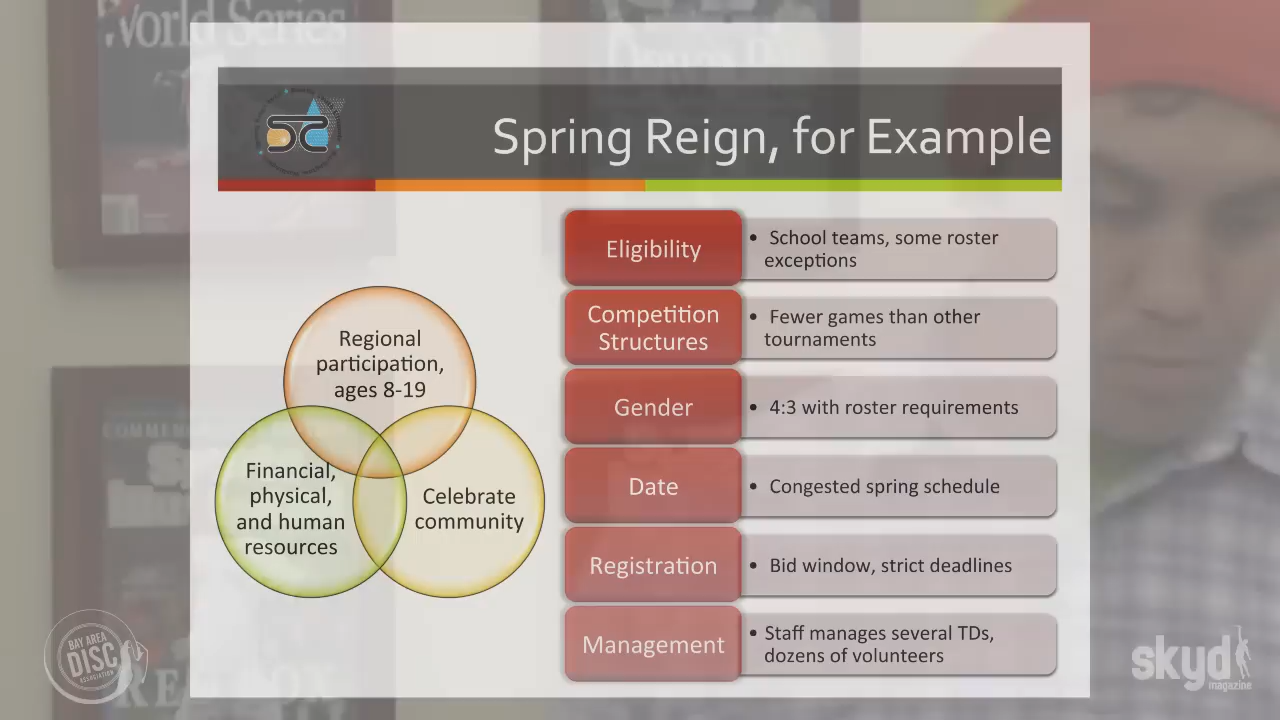 World Series
Spring Reign, for Example
Eligibility
• School teams, some roster
exceptions
Competition
Structures
• Fewer games than other
tournaments
Gender
• 4:3 with roster requirements
Date
• Congested spring schedule
Registration
• Bid window, strict deadlines
Management
• Staff manages several TDs,
dozens of volunteers
Regional
participation,
ages 8-19
Financial,
physical,
and human
resources
Celebrate
community
BAY AREA
DISC
ASSOCIATION
skyd
magazine